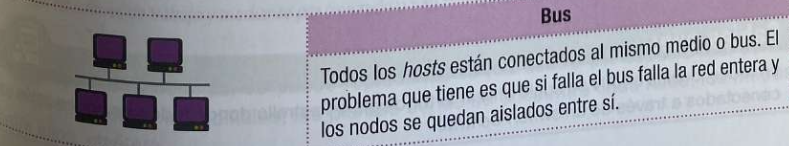 Bus
Todos los hosts están conectados al mismo medio o bus. El
problema que tiene es que si falla el bus falla la red entera y
los nodos se quedan aislados entre sí.